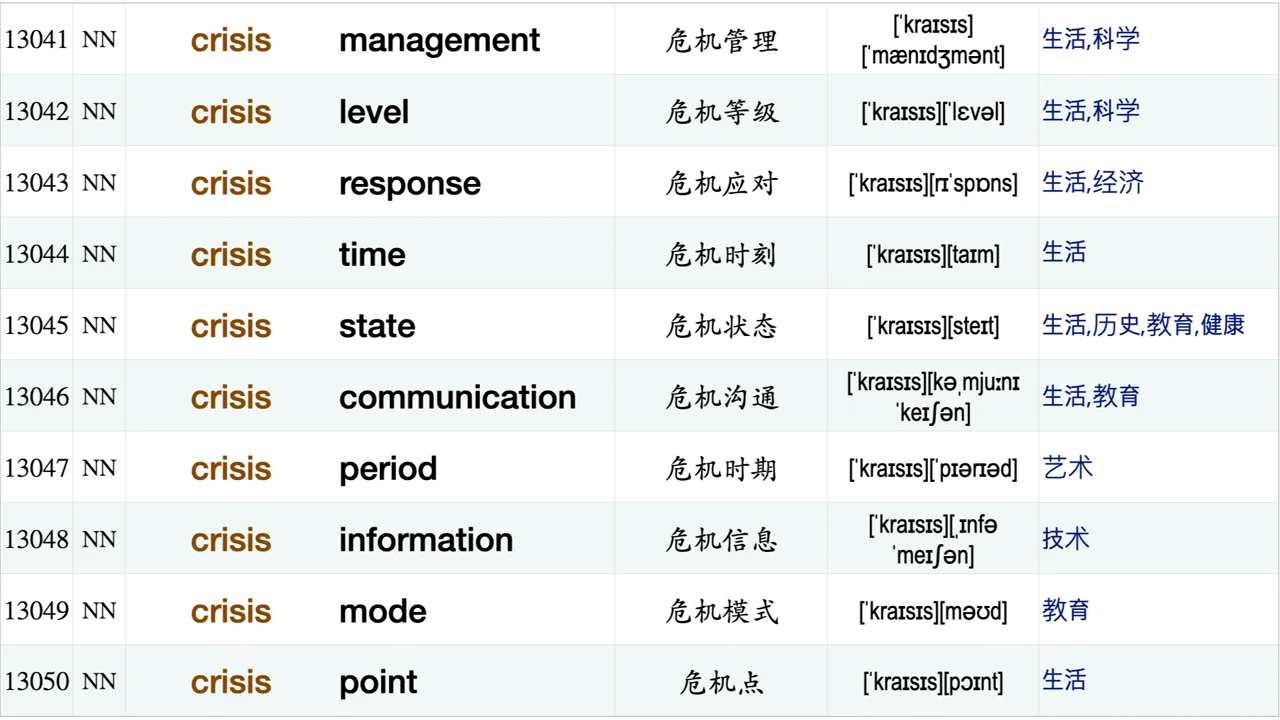 13041 NN crisis management 危机管理 [ˈkraɪsɪs] 生活,科学
[ˈmænɪdʒmənt]
13042 NN crisis level 危机等级 [ˈkraɪsɪs][ˈlɛvəl] 生活,科学
13043 NN crisis response 危机应对 [ˈkraɪsɪs][rɪˈspɒns] 生活,经济
13044 NN crisis time 危机时刻 [ˈkraɪsɪs][taɪm] 生活
13045 NN crisis state 危机状态 [ˈkraɪsɪs][steɪt] 生活,历史,教育,健康
13046 NN crisis communication 危机沟通 [ˈkraɪsɪs][kəˌmjuːnɪ 生活,教育
ˈkeɪʃən]
13047 NN crisis period 危机时期 [ˈkraɪsɪs][ˈpɪərɪəd] 艺术
13048 NN crisis information 危机信息 [ˈkraɪsɪs][ˌɪnfə 技术
ˈmeɪʃən]
13049 NN crisis mode 危机模式 [ˈkraɪsɪs][məʊd] 教育
13050 NN crisis point 危机点 [ˈkraɪsɪs][pɔɪnt] 生活